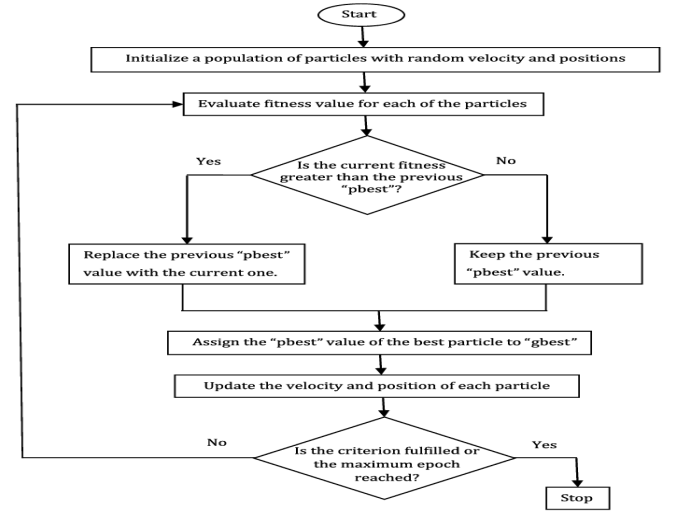 Start
Initialize a population of particles with random velocity and positions
Evaluate fitness value for each of the particles
Is the current fitness
greater than the previous
“pbest”?
Yes
No
Replace the previous “pbest”
value with the current one.
Keep the previous
“pbest” value.
Assign the “pbest” value of the best particle to “gbest”
Update the velocity and position of each particle
Is the criterion fulfilled or
the maximum epoch
reached?
No
Yes
Stop